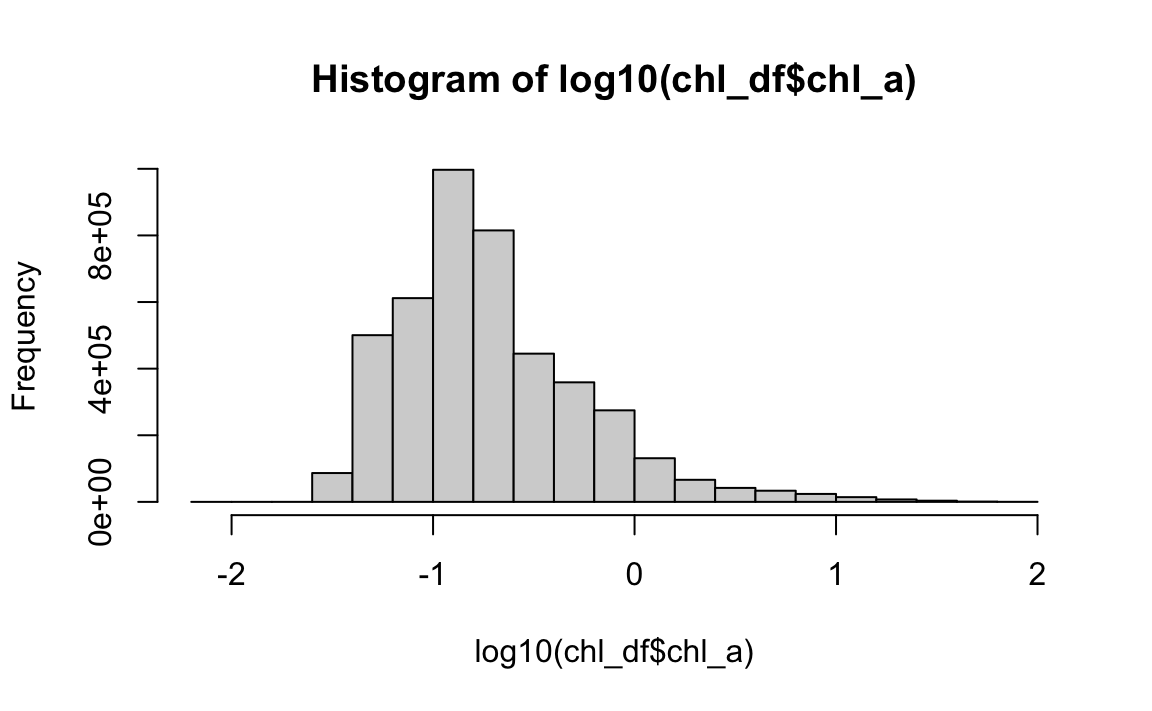 Histogram of log10(chl_df$chl_a)
Frequency
8e+05
4e+05
0e+00
-2 -1 0 1 2
log10(chl_df$chl_a)